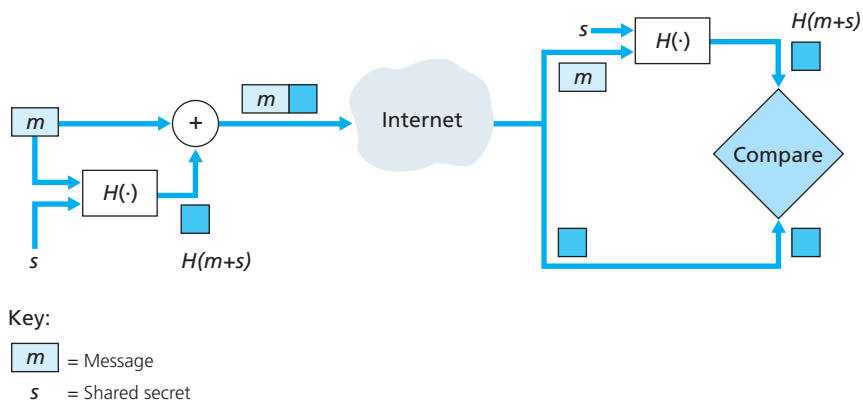 m
H(·)
s
H(m+s)
+
m
Internet
s
H(·)
m
H(m+s)
Compare
Key:
m = Message
s = Shared secret